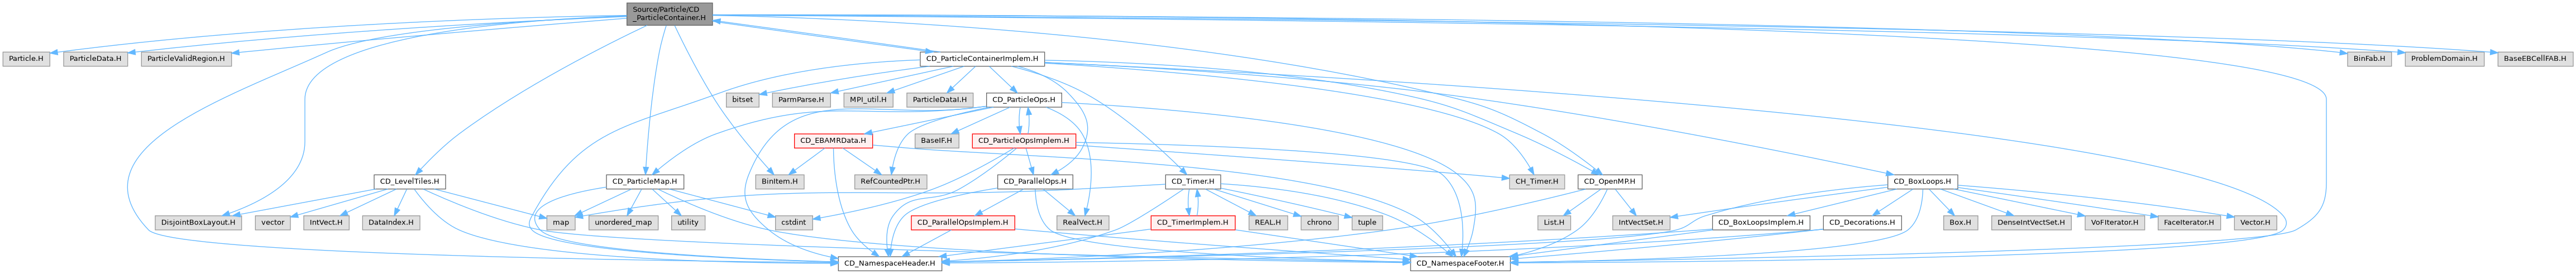 Source/Particle/CD
_ParticleContainer.H
Particle.H
ParticleData.H
ParticleValidRegion.H
CD_ParticleContainerImplem.H
BinFab.H
ProblemDomain.H
BaseEBCellFAB.H
bitset
ParmParse.H
MPI_util.H
ParticleDataI.H
CD_ParticleOps.H
CD_EBAMRData.H
BaseIF.H
CD_ParticleOpsImplem.H
CD_LevelTiles.H
CD_ParticleMap.H
BinItem.H
RefCountedPtr.H
CD_ParallelOps.H
CD_Timer.H
CH_Timer.H
CD_OpenMP.H
CD_BoxLoops.H
DisjointBoxLayout.H
vector
IntVect.H
DataIndex.H
map
unordered_map
utility
cstdint
CD_ParallelOpsImplem.H
RealVect.H
CD_TimerImplem.H
REAL.H
chrono
tuple
List.H
IntVectSet.H
CD_BoxLoopsImplem.H
CD_Decorations.H
Box.H
DenseIntVectSet.H
VoFIterator.H
FaceIterator.H
Vector.H
CD_NamespaceHeader.H
CD_NamespaceFooter.H